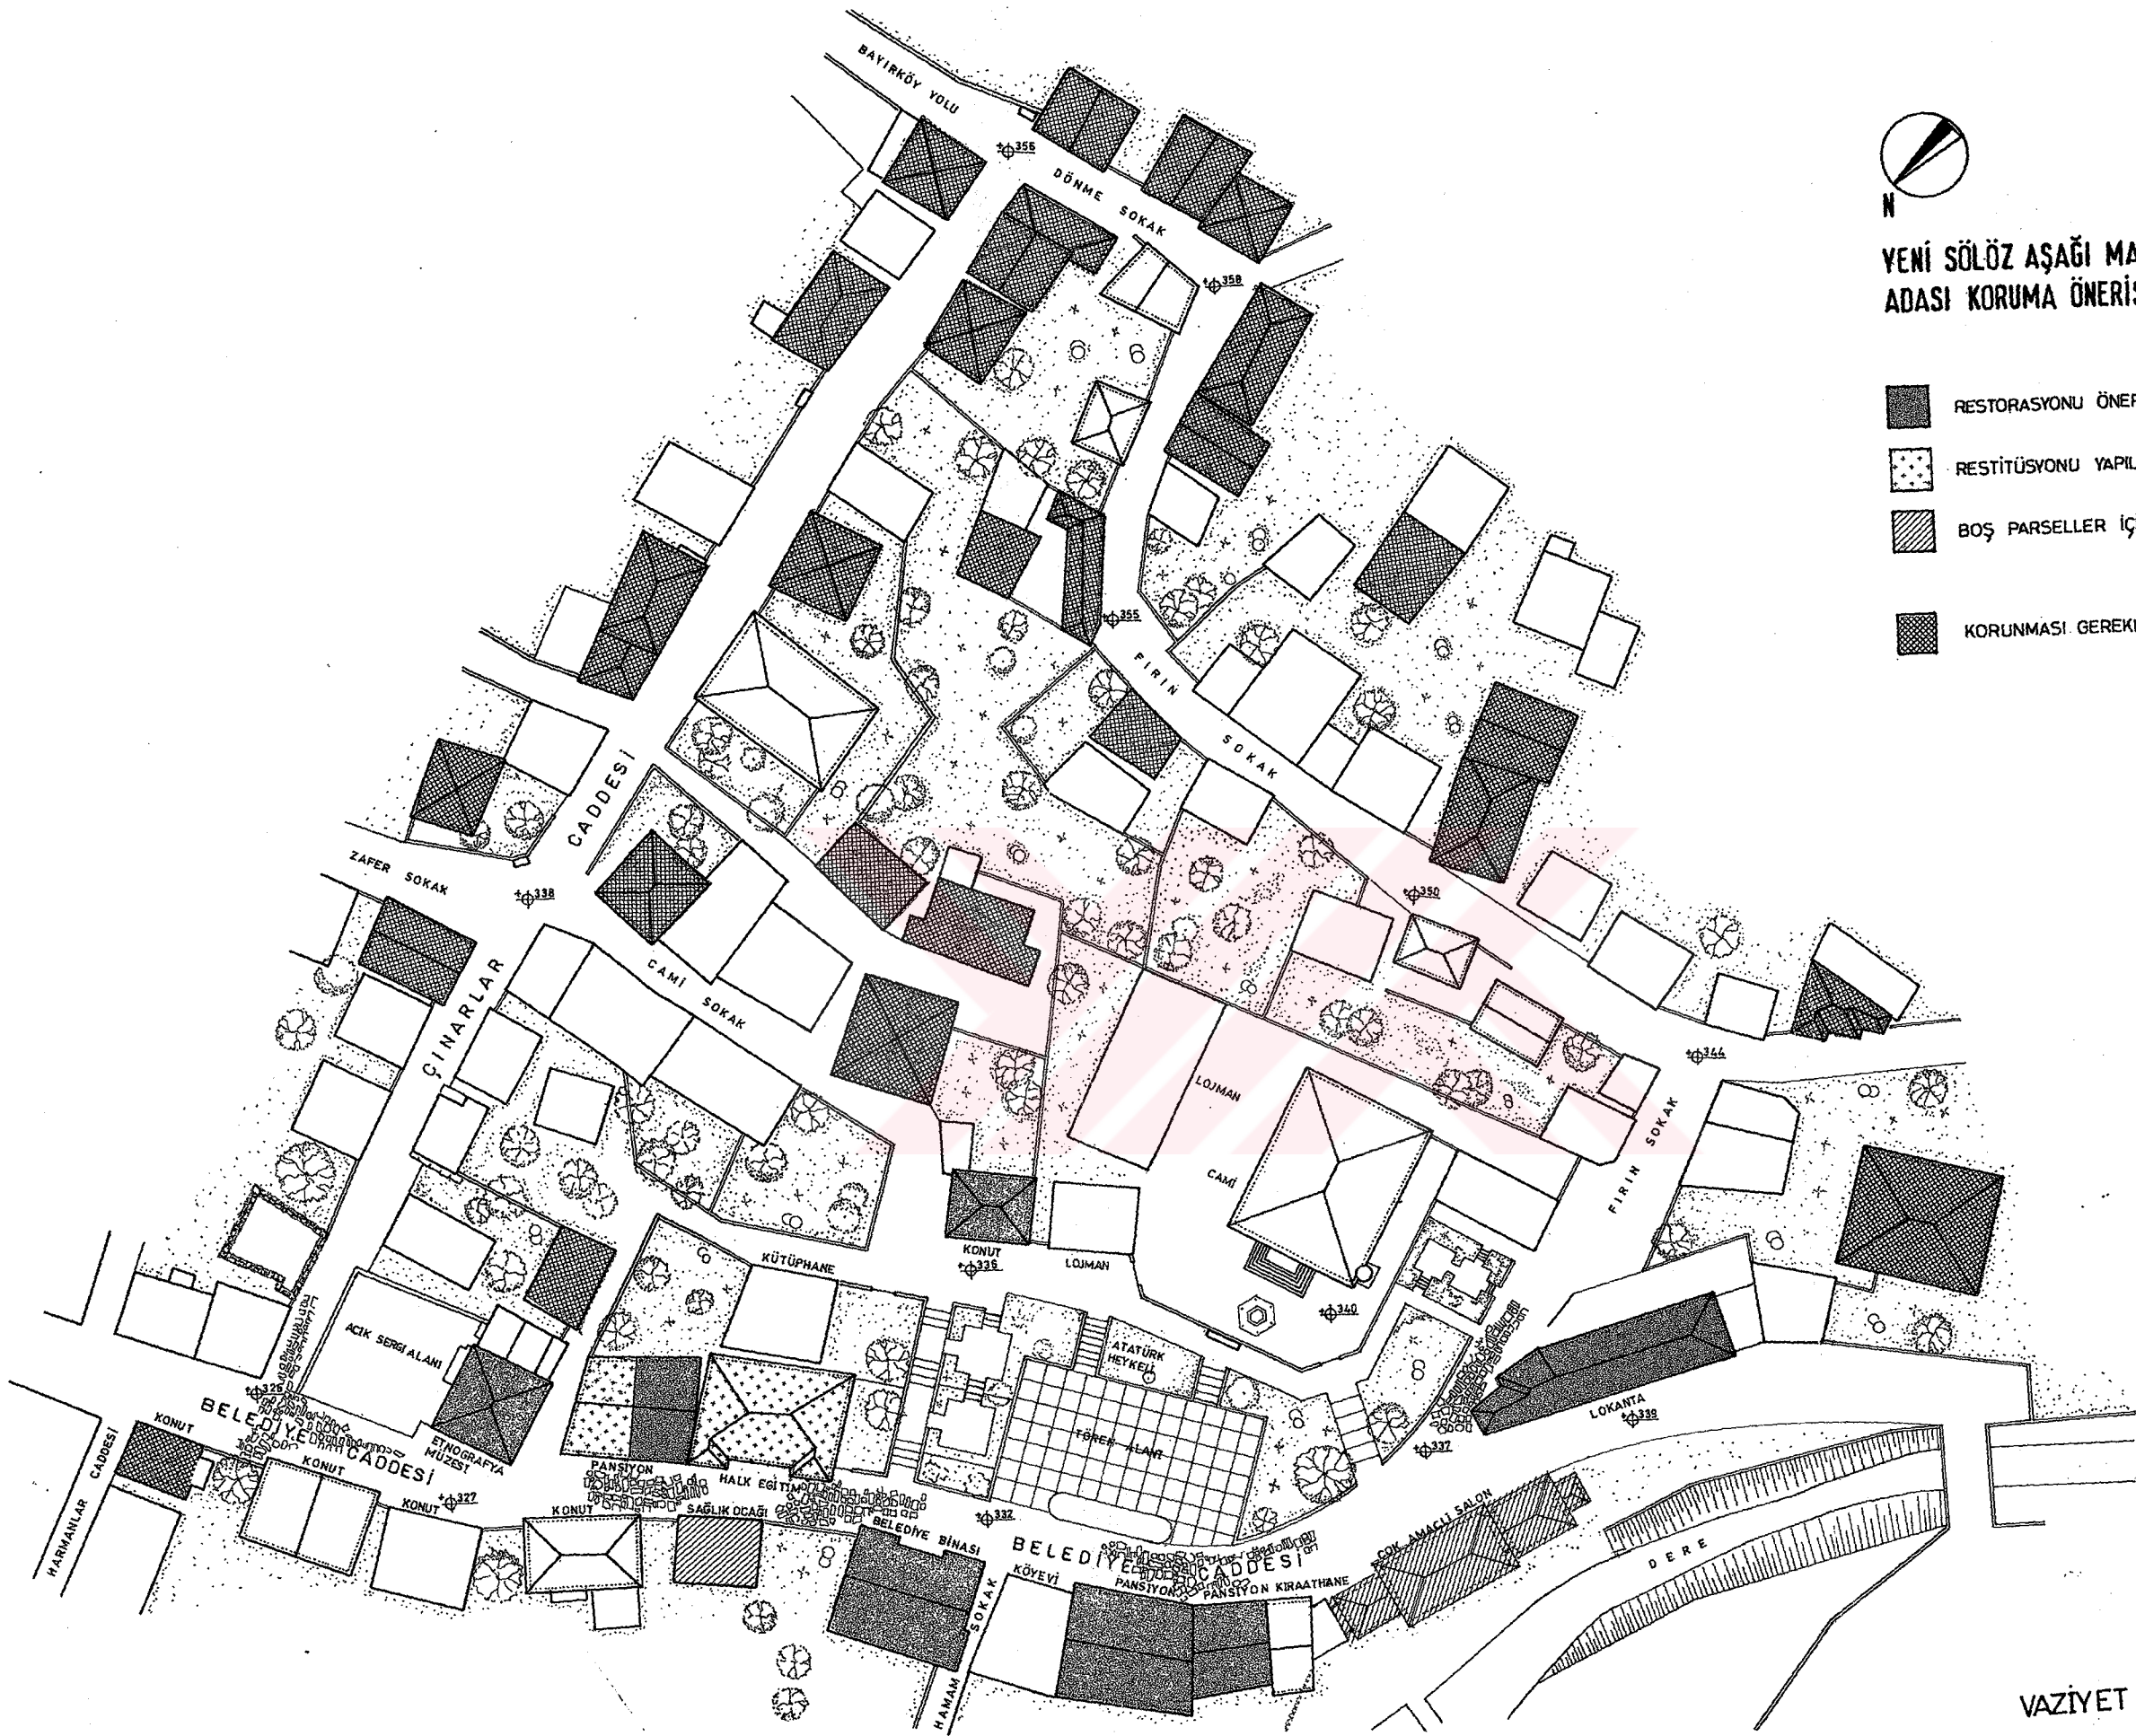 BAYIRKÖY YOLU
+356
DÖNME SOKAK
+358
N
YENİ SÖLÖZ AŞAĞI MA
ADASI KORUMA ÖNERİS
RESTORASYONU ÖNER
RESTİTÜSYONU YAPIL
BOŞ PARSELLER İÇİ
KORUNMASI GEREKE
+355
FIRIN
SOKAK
CADDESİ
ZAFER SOKAK
+338
+350
CAMİ SOKAK
ÇINARLAR
+344
LOJMAN
FIRIN SOKAK
CAMİ
KONUT
+336
LOJMAN
KÜTÜPHANE
+340
AÇIK SERGİ ALANI
ATATÜRK
HEYKELİ
+326
LOKANTA
+339
BELEDİYE CADDESİ
KONUT
TÖREN ALANI
+337
HARMANLAR CADDESİ
ETNOGRAFYA
MÜZESİ
KONUT
PANSİYON
HALK EĞİTİM
KONUT
+327
KONUT
SAĞLIK OCAĞI
+332
BELEDİYE BİNASI
BELEDİYE CADDESİ
ÇOK AMAÇLI SALON
DERE
KÖYEVİ
PANSİYON
PANSİYON KIRAATHANE
HAMAM SOKAK
VAZİYET